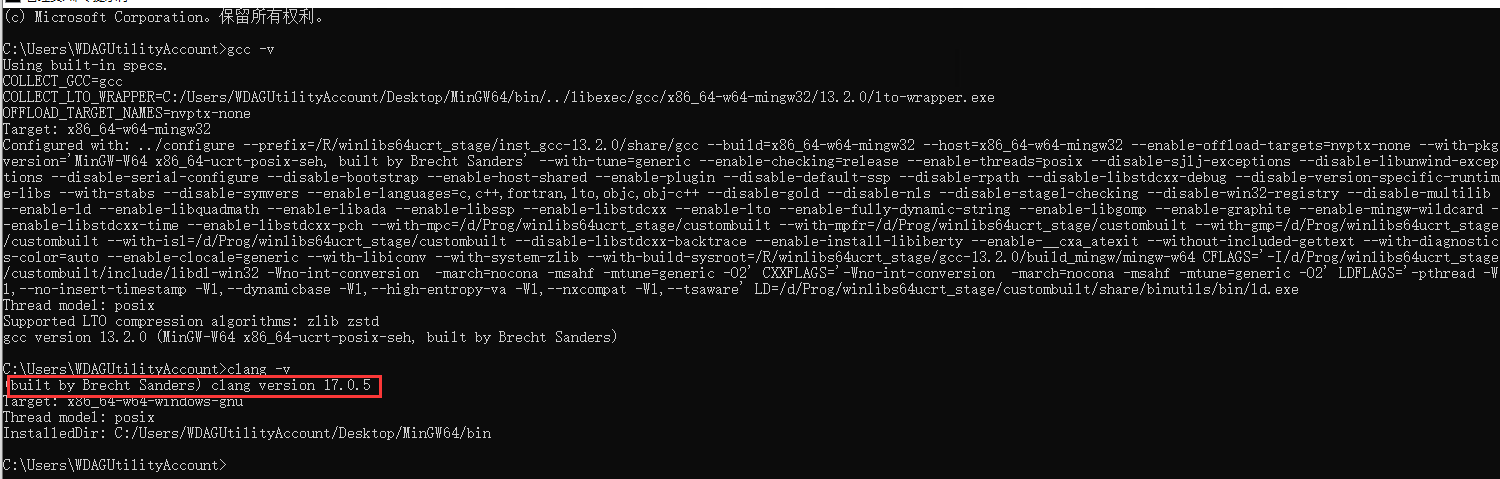 (c) Microsoft Corporation。保留所有权利。
C:\Users\WDAGUtilityAccount>gcc -v
Using built-in specs.
COLLECT_GCC=gcc
COLLECT_LTO_WRAPPER=C:/Users/WDAGUtilityAccount/Desktop/MinGW64/bin/../libexec/gcc/x86_64-w64-mingw32/13.2.0/lto-wrapper.exe
OFFLOAD_TARGET_NAMES=nvptx-none
Target: x86_64-w64-mingw32
Configured with: ../configure --prefix=/R/winlibs64ucrt_stage/inst_gcc-13.2.0/share/gcc --build=x86_64-w64-mingw32 --host=x86_64-w64-mingw32 --enable-offload-targets=nvptx-none --with-pkg
version='MinGW-W64 x86_64-ucrt-posix-seh, built by Brecht Sanders' --with-tune=generic --enable-checking=release --enable-threads=posix --disable-sjlj-exceptions --disable-libunwind-excep
tions --disable-serial-configure --disable-bootstrap --enable-host-shared --enable-plugin --disable-default-ssp --disable-rpath --disable-libstdcxx-debug --disable-version-specific-runtim
e-libs --with-stabs --disable-symvers --enable-languages=c,c++,fortran,lto,objc,obj-c++ --disable-gold --disable-nls --disable-stage1-checking --disable-win32-registry --disable-multilib
--enable-ld --enable-libquadmath --enable-libada --enable-libssp --enable-libstdcxx --enable-lto --enable-fully-dynamic-string --enable-libgomp --enable-graphite --enable-mingw-wildcard -
-enable-libstdcxx-time --enable-libstdcxx-pch --with-mpc=/d/Prog/winlibs64ucrt_stage/custombuilt --with-mpfr=/d/Prog/winlibs64ucrt_stage/custombuilt --with-gmp=/d/Prog/winlibs64ucrt_stage
/custombuilt --with-isl=/d/Prog/winlibs64ucrt_stage/custombuilt --disable-libstdcxx-backtrace --enable-install-libiberty --enable-__cxa_atexit --without-included-gettext --with-diagnostic
s-color=auto --enable-clocale=generic --with-libiconv --with-system-zlib --with-build-sysroot=/R/winlibs64ucrt_stage/gcc-13.2.0/build_mingw/mingw-w64 CFLAGS='-I/d/Prog/winlibs64ucrt_stage
/custombuilt/include/libdl-win32 -Wno-int-conversion  -march=nocona -msahf -mtune=generic -O2' CXXFLAGS='-Wno-int-conversion  -march=nocona -msahf -mtune=generic -O2' LDFLAGS='-pthread -W
l,--no-insert-timestamp -Wl,--dynamicbase -Wl,--high-entropy-va -Wl,--nxcompat -Wl,--tsaware' LD=/d/Prog/winlibs64ucrt_stage/custombuilt/share/binutils/bin/ld.exe
Thread model: posix
Supported LTO compression algorithms: zlib zstd
gcc version 13.2.0 (MinGW-W64 x86_64-ucrt-posix-seh, built by Brecht Sanders)
C:\Users\WDAGUtilityAccount>clang -v
(built by Brecht Sanders) clang version 17.0.5
Target: x86_64-w64-windows-gnu
Thread model: posix
InstalledDir: C:/Users/WDAGUtilityAccount/Desktop/MinGW64/bin
C:\Users\WDAGUtilityAccount>